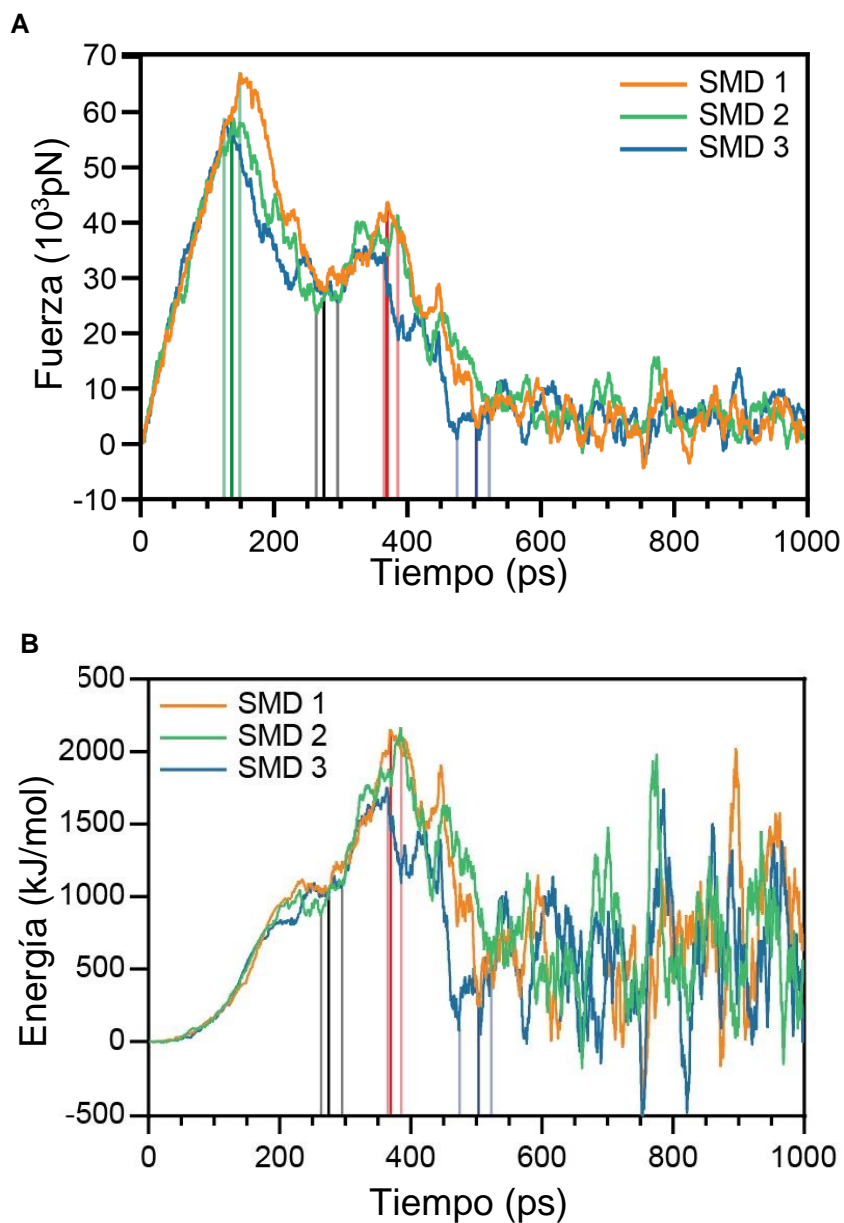 A
70
60
50
40
30
20
10
0
-10
Fuerza (10³pN)
SMD 1
SMD 2
SMD 3
0 200 400 600 800 1000
Tiempo (ps)
B
500
2000
1500
1000
500
0
-500
Energía (kJ/mol)
SMD 1
SMD 2
SMD 3
0 200 400 600 800 1000
Tiempo (ps)